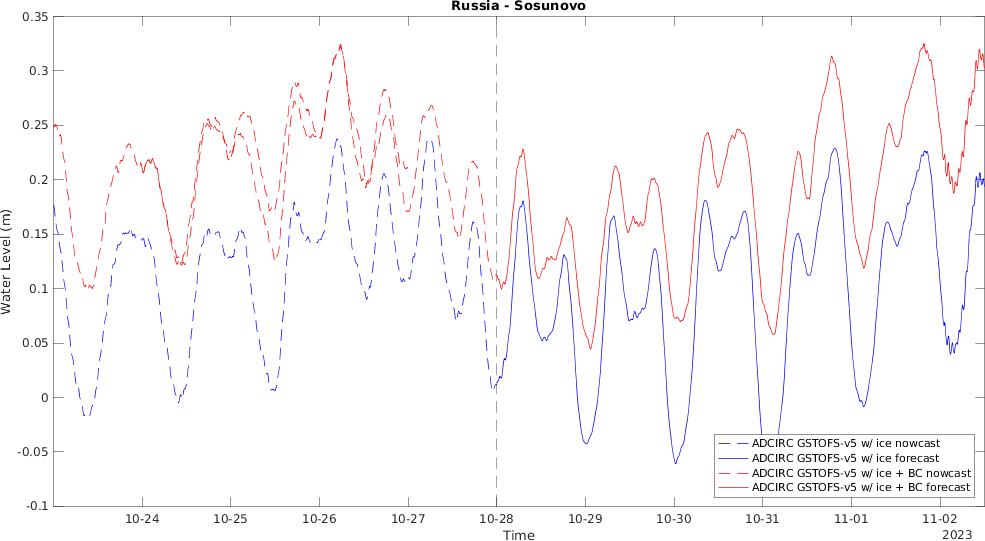 Russia - Sosunovo
Water Level (m)
0.35
0.3
0.25
0.2
0.15
0.1
0.05
0
-0.05
-0.1
10-24 10-25 10-26 10-27 10-28 10-29 10-30 10-31 11-01 11-02
Time
2023
ADCIRC GSTOFS-v5 w/ ice nowcast
ADCIRC GSTOFS-v5 w/ ice forecast
ADCIRC GSTOFS-v5 w/ ice + BC nowcast
ADCIRC GSTOFS-v5 w/ ice + BC forecast